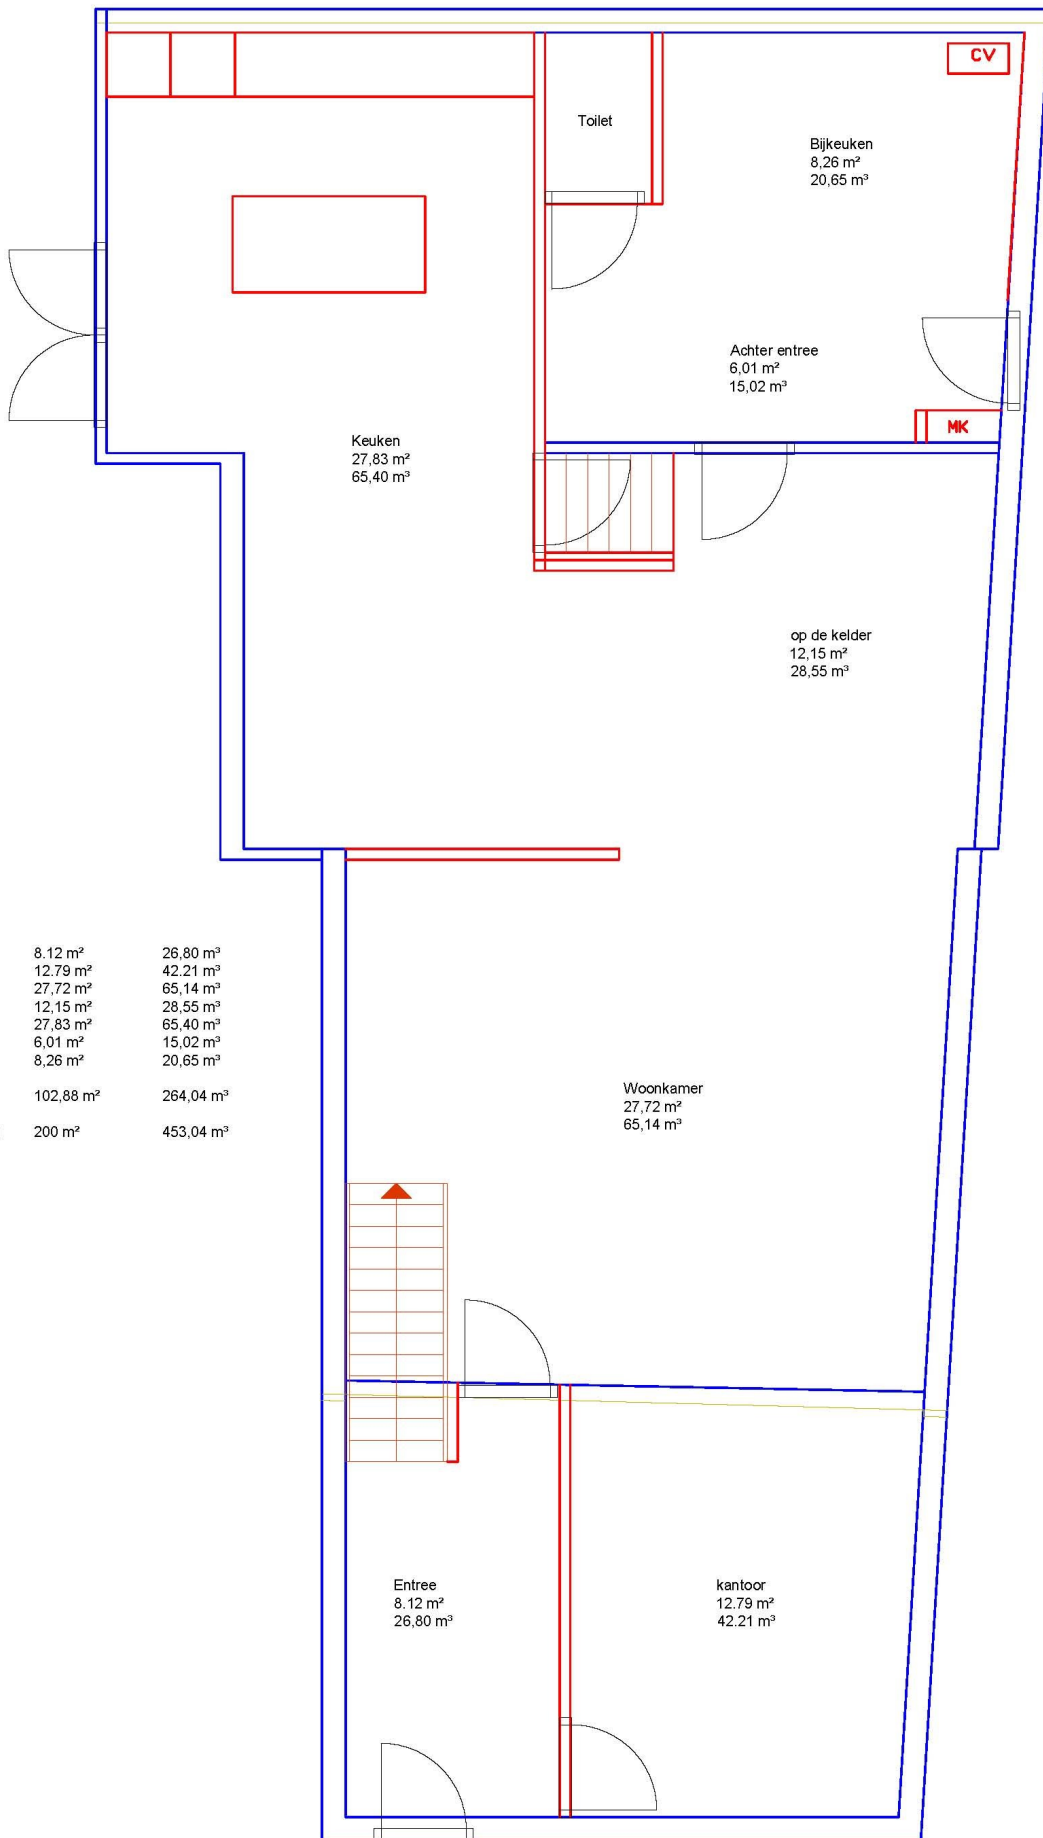 CV
Toilet
Bijkeuken
8,26 m²
20,65 m³
Achter entree
6,01 m²
15,02 m³
MK
Keuken
27,83 m²
65,40 m³
op de kelder
12,15 m²
28,55 m³
8.12 m² 26,80 m³
12.79 m² 42.21 m³
27,72 m² 65,14 m³
12,15 m² 28,55 m³
27,83 m² 65,40 m³
6,01 m² 15,02 m³
8,26 m² 20,65 m³
102,88 m² 264,04 m³
200 m² 453,04 m³
Woonkamer
27,72 m²
65,14 m³
Entree
8.12 m²
26,80 m³
kantoor
12.79 m²
42.21 m³